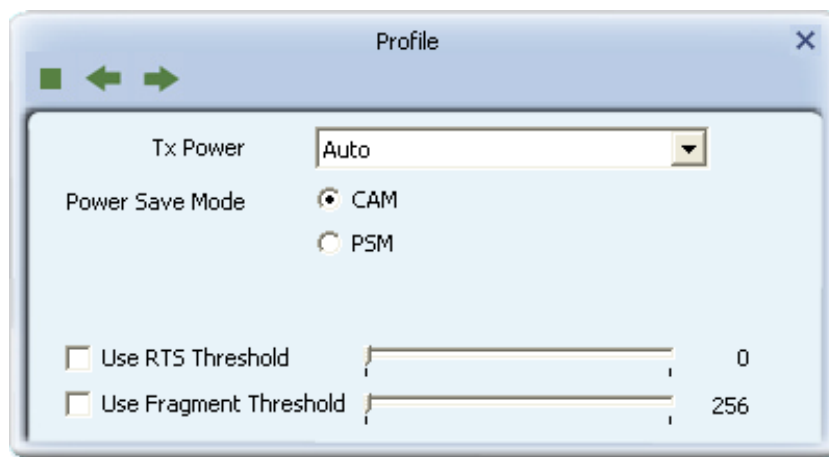 Profile
Tx Power Auto
Power Save Mode CAM
PSM
Use RTS Threshold 0
Use Fragment Threshold 256